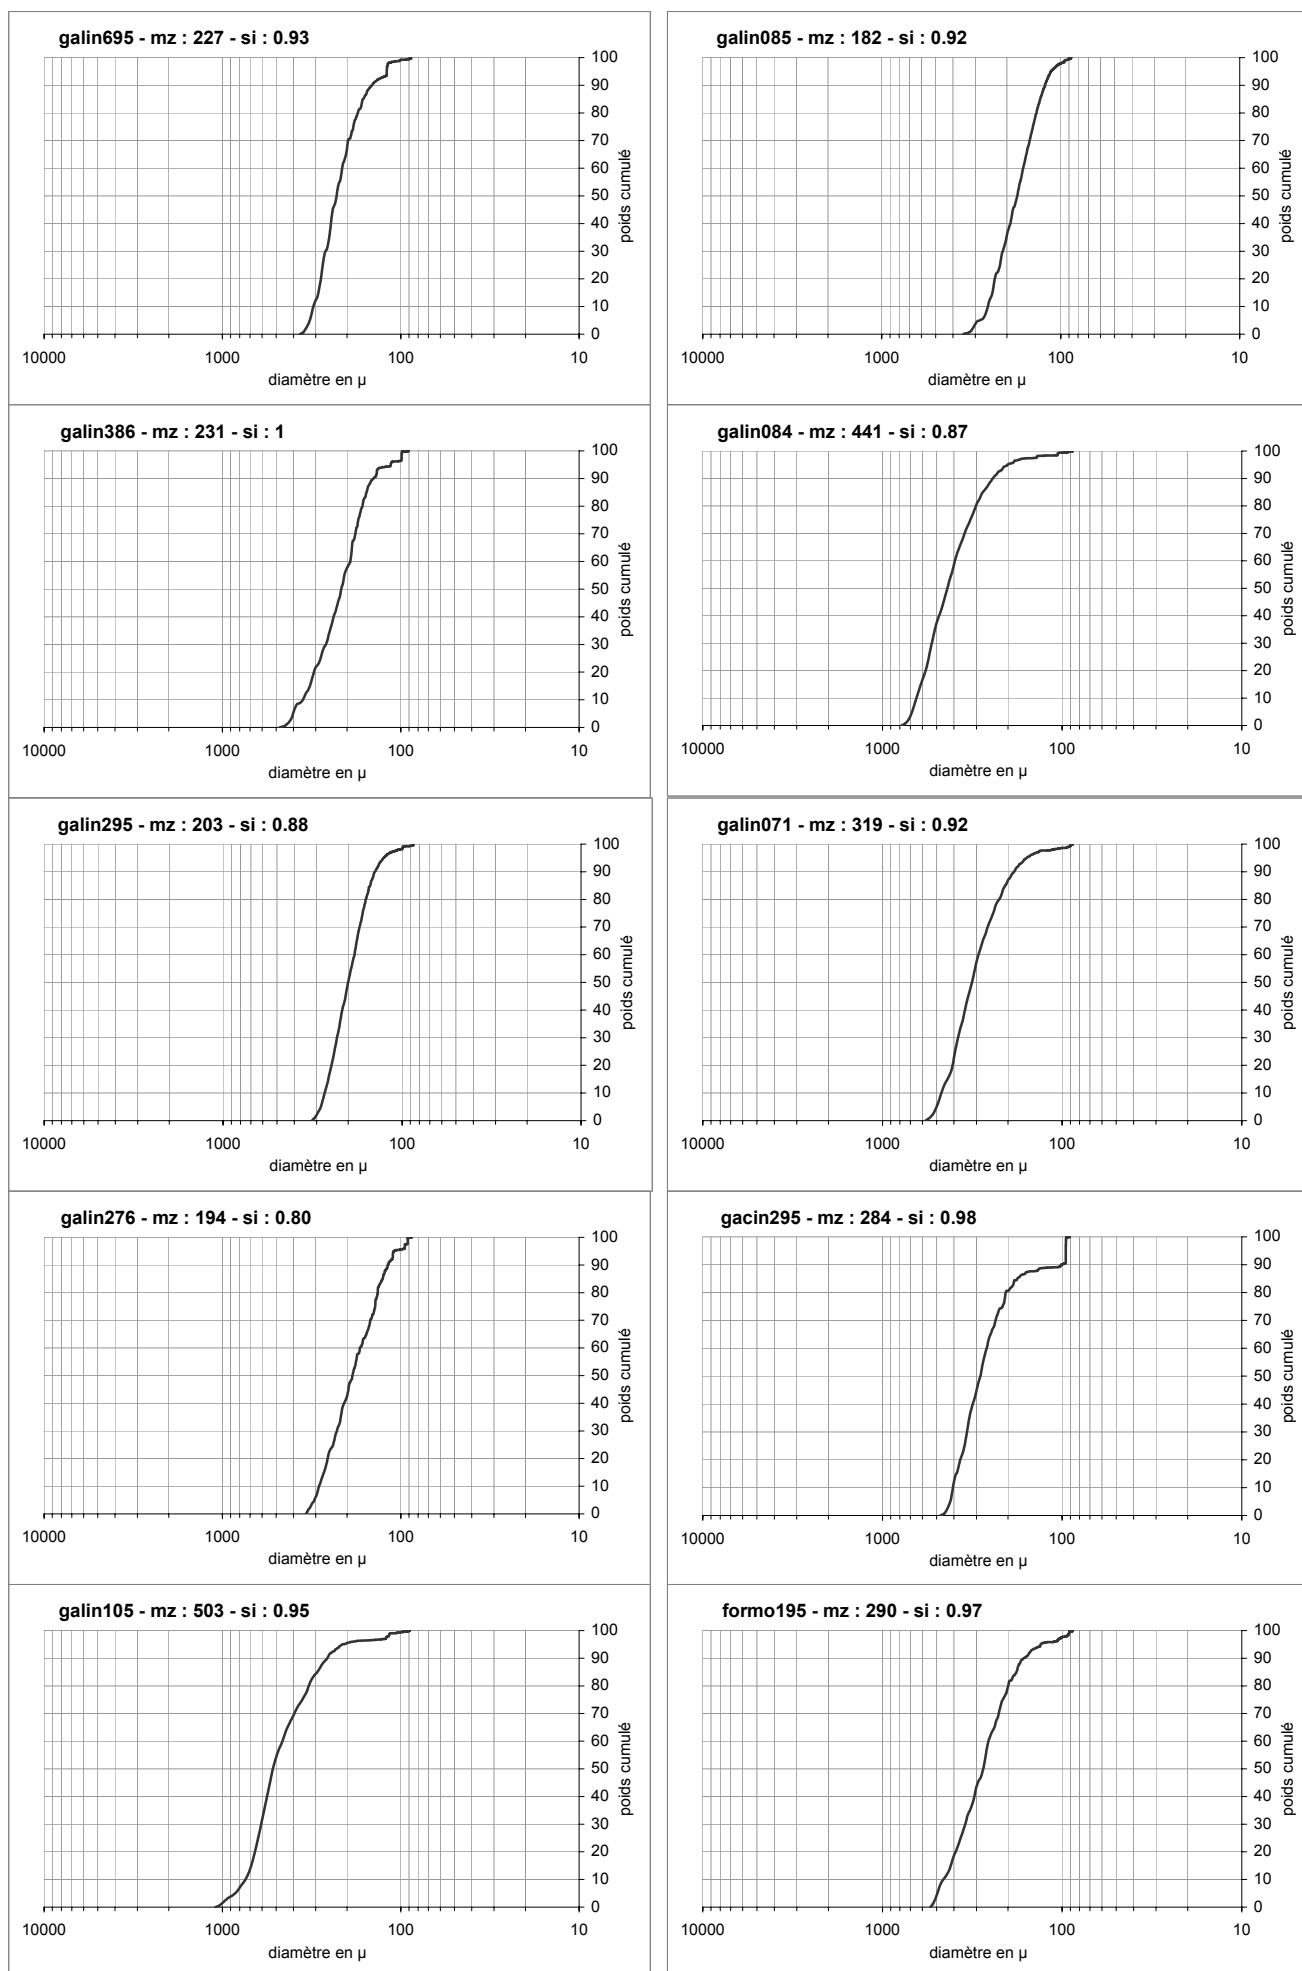 galin695 - mz : 227 - si : 0.93
100
90
80
70
60
50
40
30
20
10
0
poids cumulé
10000 1000 100 10
diamètre en µ
galin085 - mz : 182 - si : 0.92
100
90
80
70
60
50
40
30
20
10
0
poids cumulé
10000 1000 100 10
diamètre en µ
galin386 - mz : 231 - si : 1
100
90
80
70
60
50
40
30
20
10
0
poids cumulé
10000 1000 100 10
diamètre en µ
galin084 - mz : 441 - si : 0.87
100
90
80
70
60
50
40
30
20
10
0
poids cumulé
10000 1000 100 10
diamètre en µ
galin295 - mz : 203 - si : 0.88
100
90
80
70
60
50
40
30
20
10
0
poids cumulé
10000 1000 100 10
diamètre en µ
galin071 - mz : 319 - si : 0.92
100
90
80
70
60
50
40
30
20
10
0
poids cumulé
10000 1000 100 10
diamètre en µ
galin276 - mz : 194 - si : 0.80
100
90
80
70
60
50
40
30
20
10
0
poids cumulé
10000 1000 100 10
diamètre en µ
gacin295 - mz : 284 - si : 0.98
100
90
80
70
60
50
40
30
20
10
0
poids cumulé
10000 1000 100 10
diamètre en µ
galin105 - mz : 503 - si : 0.95
100
90
80
70
60
50
40
30
20
10
0
poids cumulé
10000 1000 100 10
diamètre en µ
formo195 - mz : 290 - si : 0.97
100
90
80
70
60
50
40
30
20
10
0
poids cumulé
10000 1000 100 10
diamètre en µ